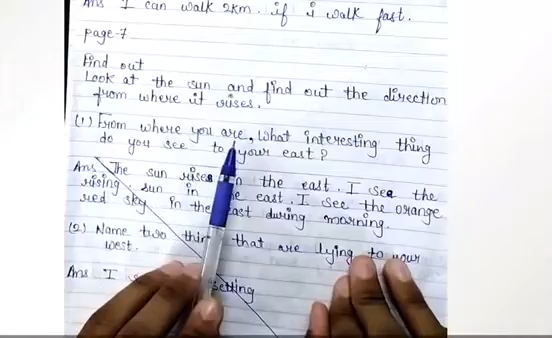 Ans I can walk 2km. if i walk fast.
page-7
Find out
Look at the sun and find out the direction
from where it rises.
(1) From where you are, what interesting thing
do you see to your east?
Ans The sun rises in the east. I see the
rising sun in the east. I see the orange
red sky in the east during morning.
(2) Name two thin that are lying to your
west.
Ans I setting